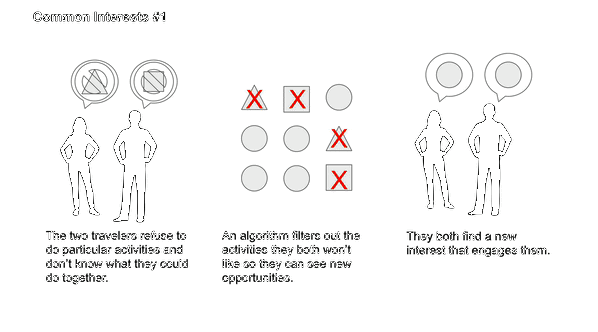 Common Interests #1
The two travelers refuse to
do particular activities and
don't know what they could
do together.
An algorithm filters out the
activities they both won't
like so they can see new
opportunities.
They both find a new
interest that engages them.